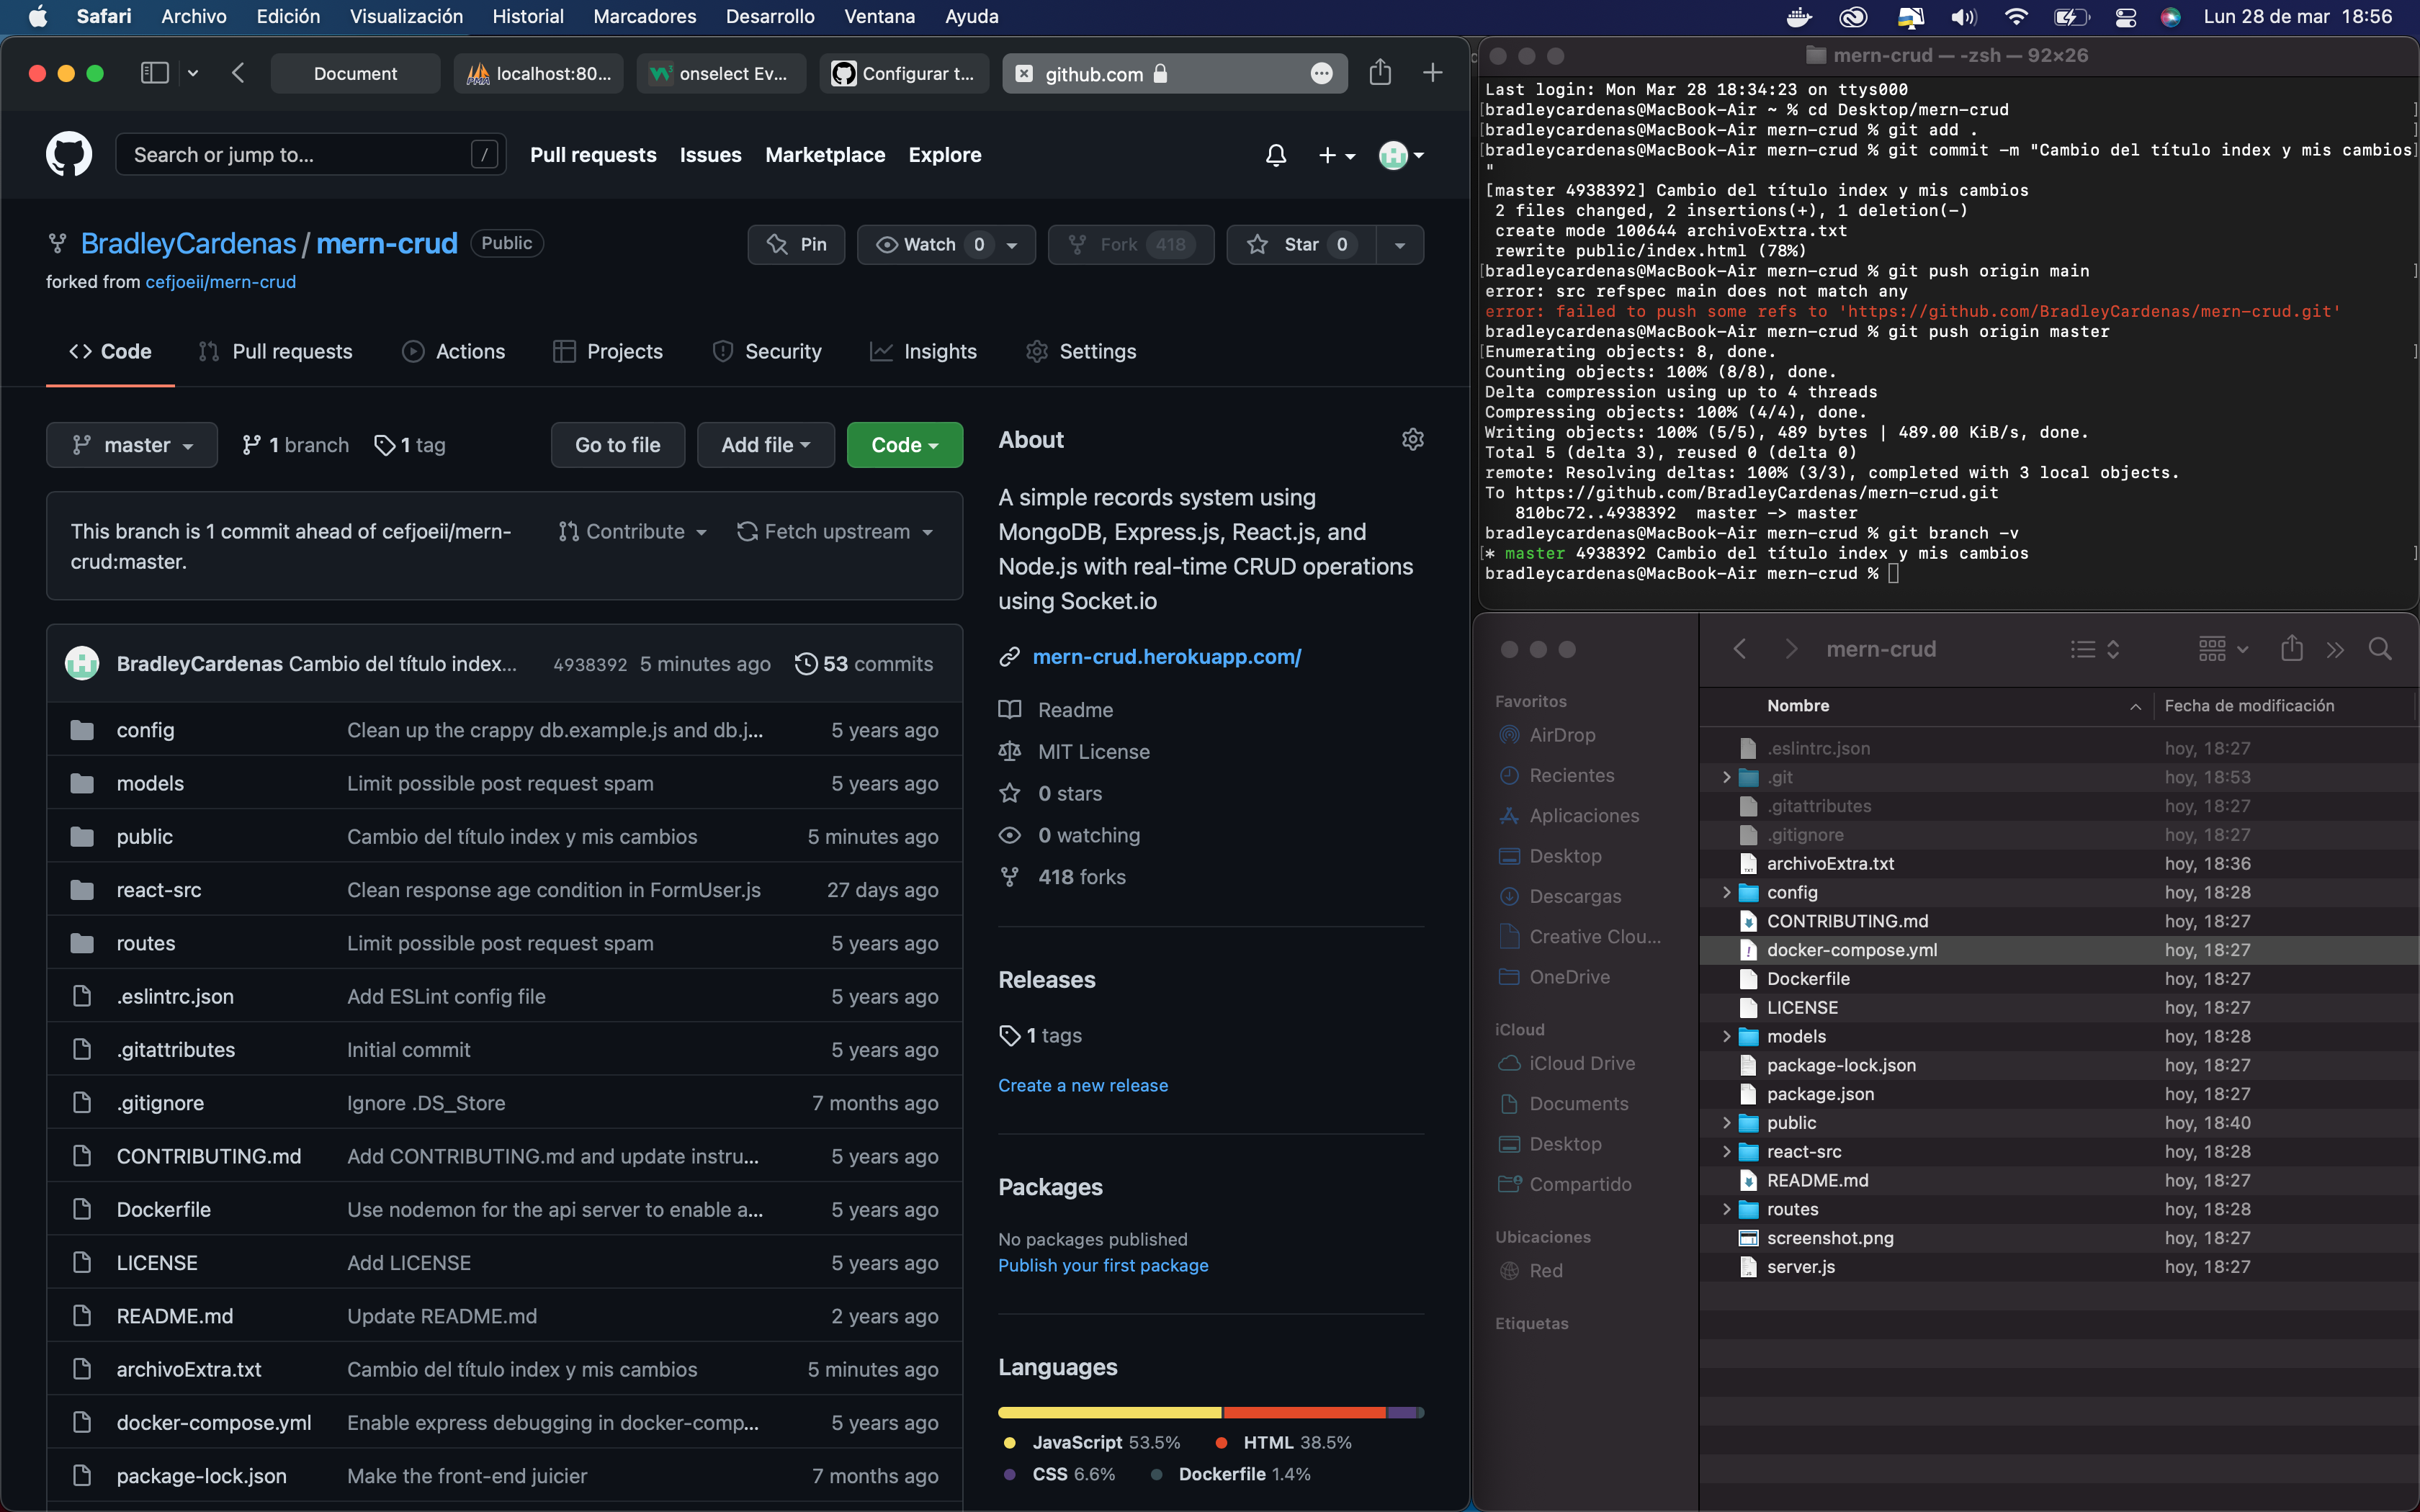 Safari Archivo Edición Visualización Historial Marcadores Desarrollo Ventana Ayuda
Lun 28 de mar 18:56
Document localhost:80... onselect Ev... Configurar t... github.com
Search or jump to... /
Pull requests Issues Marketplace Explore
BradleyCardenas / mern-crud Public
forked from cefjoeii/mern-crud
Pin Watch 0 Fork 418 Star 0
Code Pull requests Actions Projects Security Insights Settings
master 1 branch 1 tag Go to file Add file Code
This branch is 1 commit ahead of cefjoeii/mern-
crud:master.
Contribute Fetch upstream
BradleyCardenas Cambio del título index... 4938392 5 minutes ago 53 commits
config Clean up the crappy db.example.js and db.j... 5 years ago
models Limit possible post request spam 5 years ago
public Cambio del título index y mis cambios 5 minutes ago
react-src Clean response age condition in FormUser.js 27 days ago
routes Limit possible post request spam 5 years ago
.eslintrc.json Add ESLint config file 5 years ago
.gitattributes Initial commit 5 years ago
.gitignore Ignore .DS_Store 7 months ago
CONTRIBUTING.md Add CONTRIBUTING.md and update instru... 5 years ago
Dockerfile Use nodemon for the api server to enable a... 5 years ago
LICENSE Add LICENSE 5 years ago
README.md Update README.md 2 years ago
archivoExtra.txt Cambio del título index y mis cambios 5 minutes ago
docker-compose.yml Enable express debugging in docker-comp... 5 years ago
package-lock.json Make the front-end juicier 7 months ago
About
A simple records system using
MongoDB, Express.js, React.js, and
Node.js with real-time CRUD operations
using Socket.io
mern-crud.herokuapp.com/
Readme
MIT License
0 stars
0 watching
418 forks
Releases
1 tags
Create a new release
Packages
No packages published
Publish your first package
Languages
JavaScript 53.5% HTML 38.5%
CSS 6.6% Dockerfile 1.4%
mern-crud — -zsh — 92×26
Last login: Mon Mar 28 18:34:23 on ttys000
[bradleycardenas@MacBook-Air ~ % cd Desktop/mern-crud ]
[bradleycardenas@MacBook-Air mern-crud % git add . ]
[bradleycardenas@MacBook-Air mern-crud % git commit -m "Cambio del título index y mis cambios]
"
[master 4938392] Cambio del título index y mis cambios
2 files changed, 2 insertions(+), 1 deletion(-)
create mode 100644 archivoExtra.txt
rewrite public/index.html (78%)
[bradleycardenas@MacBook-Air mern-crud % git push origin main ]
error: src refspec main does not match any
error: failed to push some refs to 'https://github.com/BradleyCardenas/mern-crud.git'
bradleycardenas@MacBook-Air mern-crud % git push origin master
[Enumerating objects: 8, done. ]
Counting objects: 100% (8/8), done.
Delta compression using up to 4 threads
Compressing objects: 100% (4/4), done.
Writing objects: 100% (5/5), 489 bytes | 489.00 KiB/s, done.
Total 5 (delta 3), reused 0 (delta 0)
remote: Resolving deltas: 100% (3/3), completed with 3 local objects.
To https://github.com/BradleyCardenas/mern-crud.git
810bc72..4938392 master -> master
bradleycardenas@MacBook-Air mern-crud % git branch -v
[* master 4938392 Cambio del título index y mis cambios ]
bradleycardenas@MacBook-Air mern-crud %
mern-crud
Favoritos
AirDrop
Recientes
Aplicaciones
Desktop
Descargas
Creative Clou...
OneDrive
iCloud
iCloud Drive
Documents
Desktop
Compartido
Ubicaciones
Red
Etiquetas
Nombre Fecha de modificación
.eslintrc.json hoy, 18:27
.git hoy, 18:53
.gitattributes hoy, 18:27
.gitignore hoy, 18:27
archivoExtra.txt hoy, 18:36
config hoy, 18:28
CONTRIBUTING.md hoy, 18:27
docker-compose.yml hoy, 18:27
Dockerfile hoy, 18:27
LICENSE hoy, 18:27
models hoy, 18:28
package-lock.json hoy, 18:27
package.json hoy, 18:27
public hoy, 18:40
react-src hoy, 18:28
README.md hoy, 18:27
routes hoy, 18:28
screenshot.png hoy, 18:27
server.js hoy, 18:27